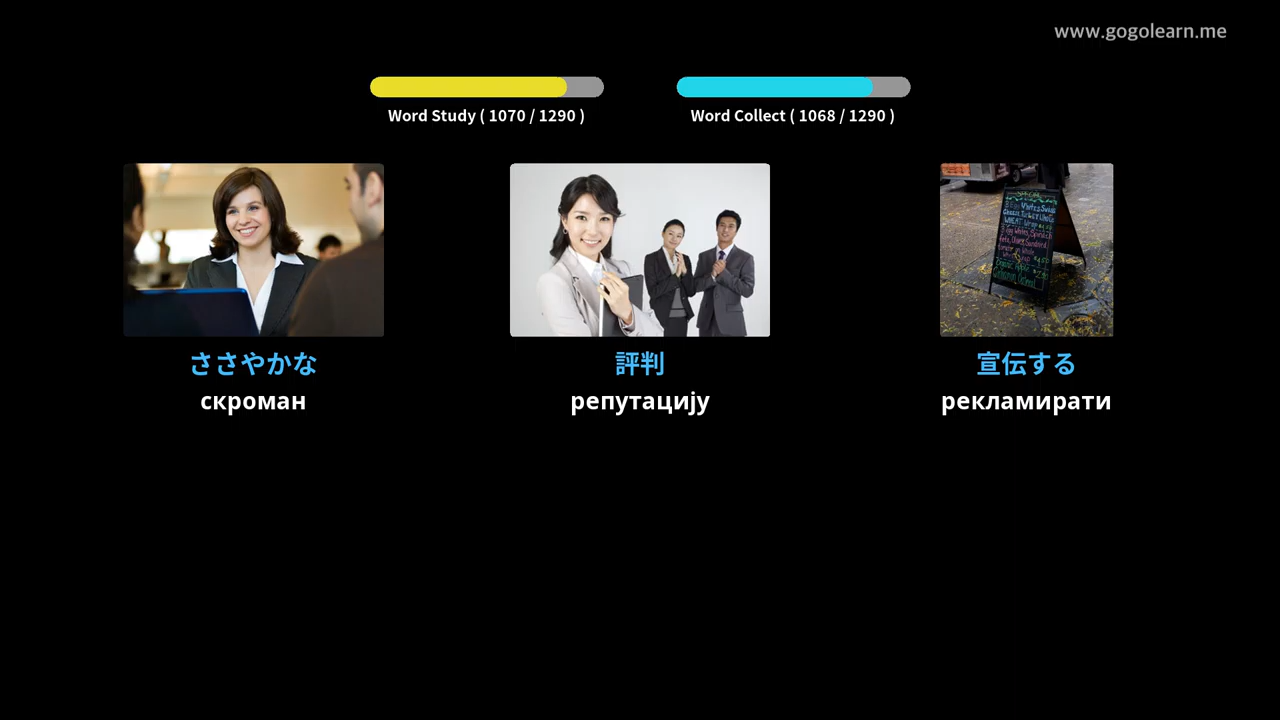 www.gogolearn.me
Word Study ( 1070 / 1290 )
Word Collect ( 1068 / 1290 )
ささやかな
評判
宣伝する
скроман
репутацију
рекламирати